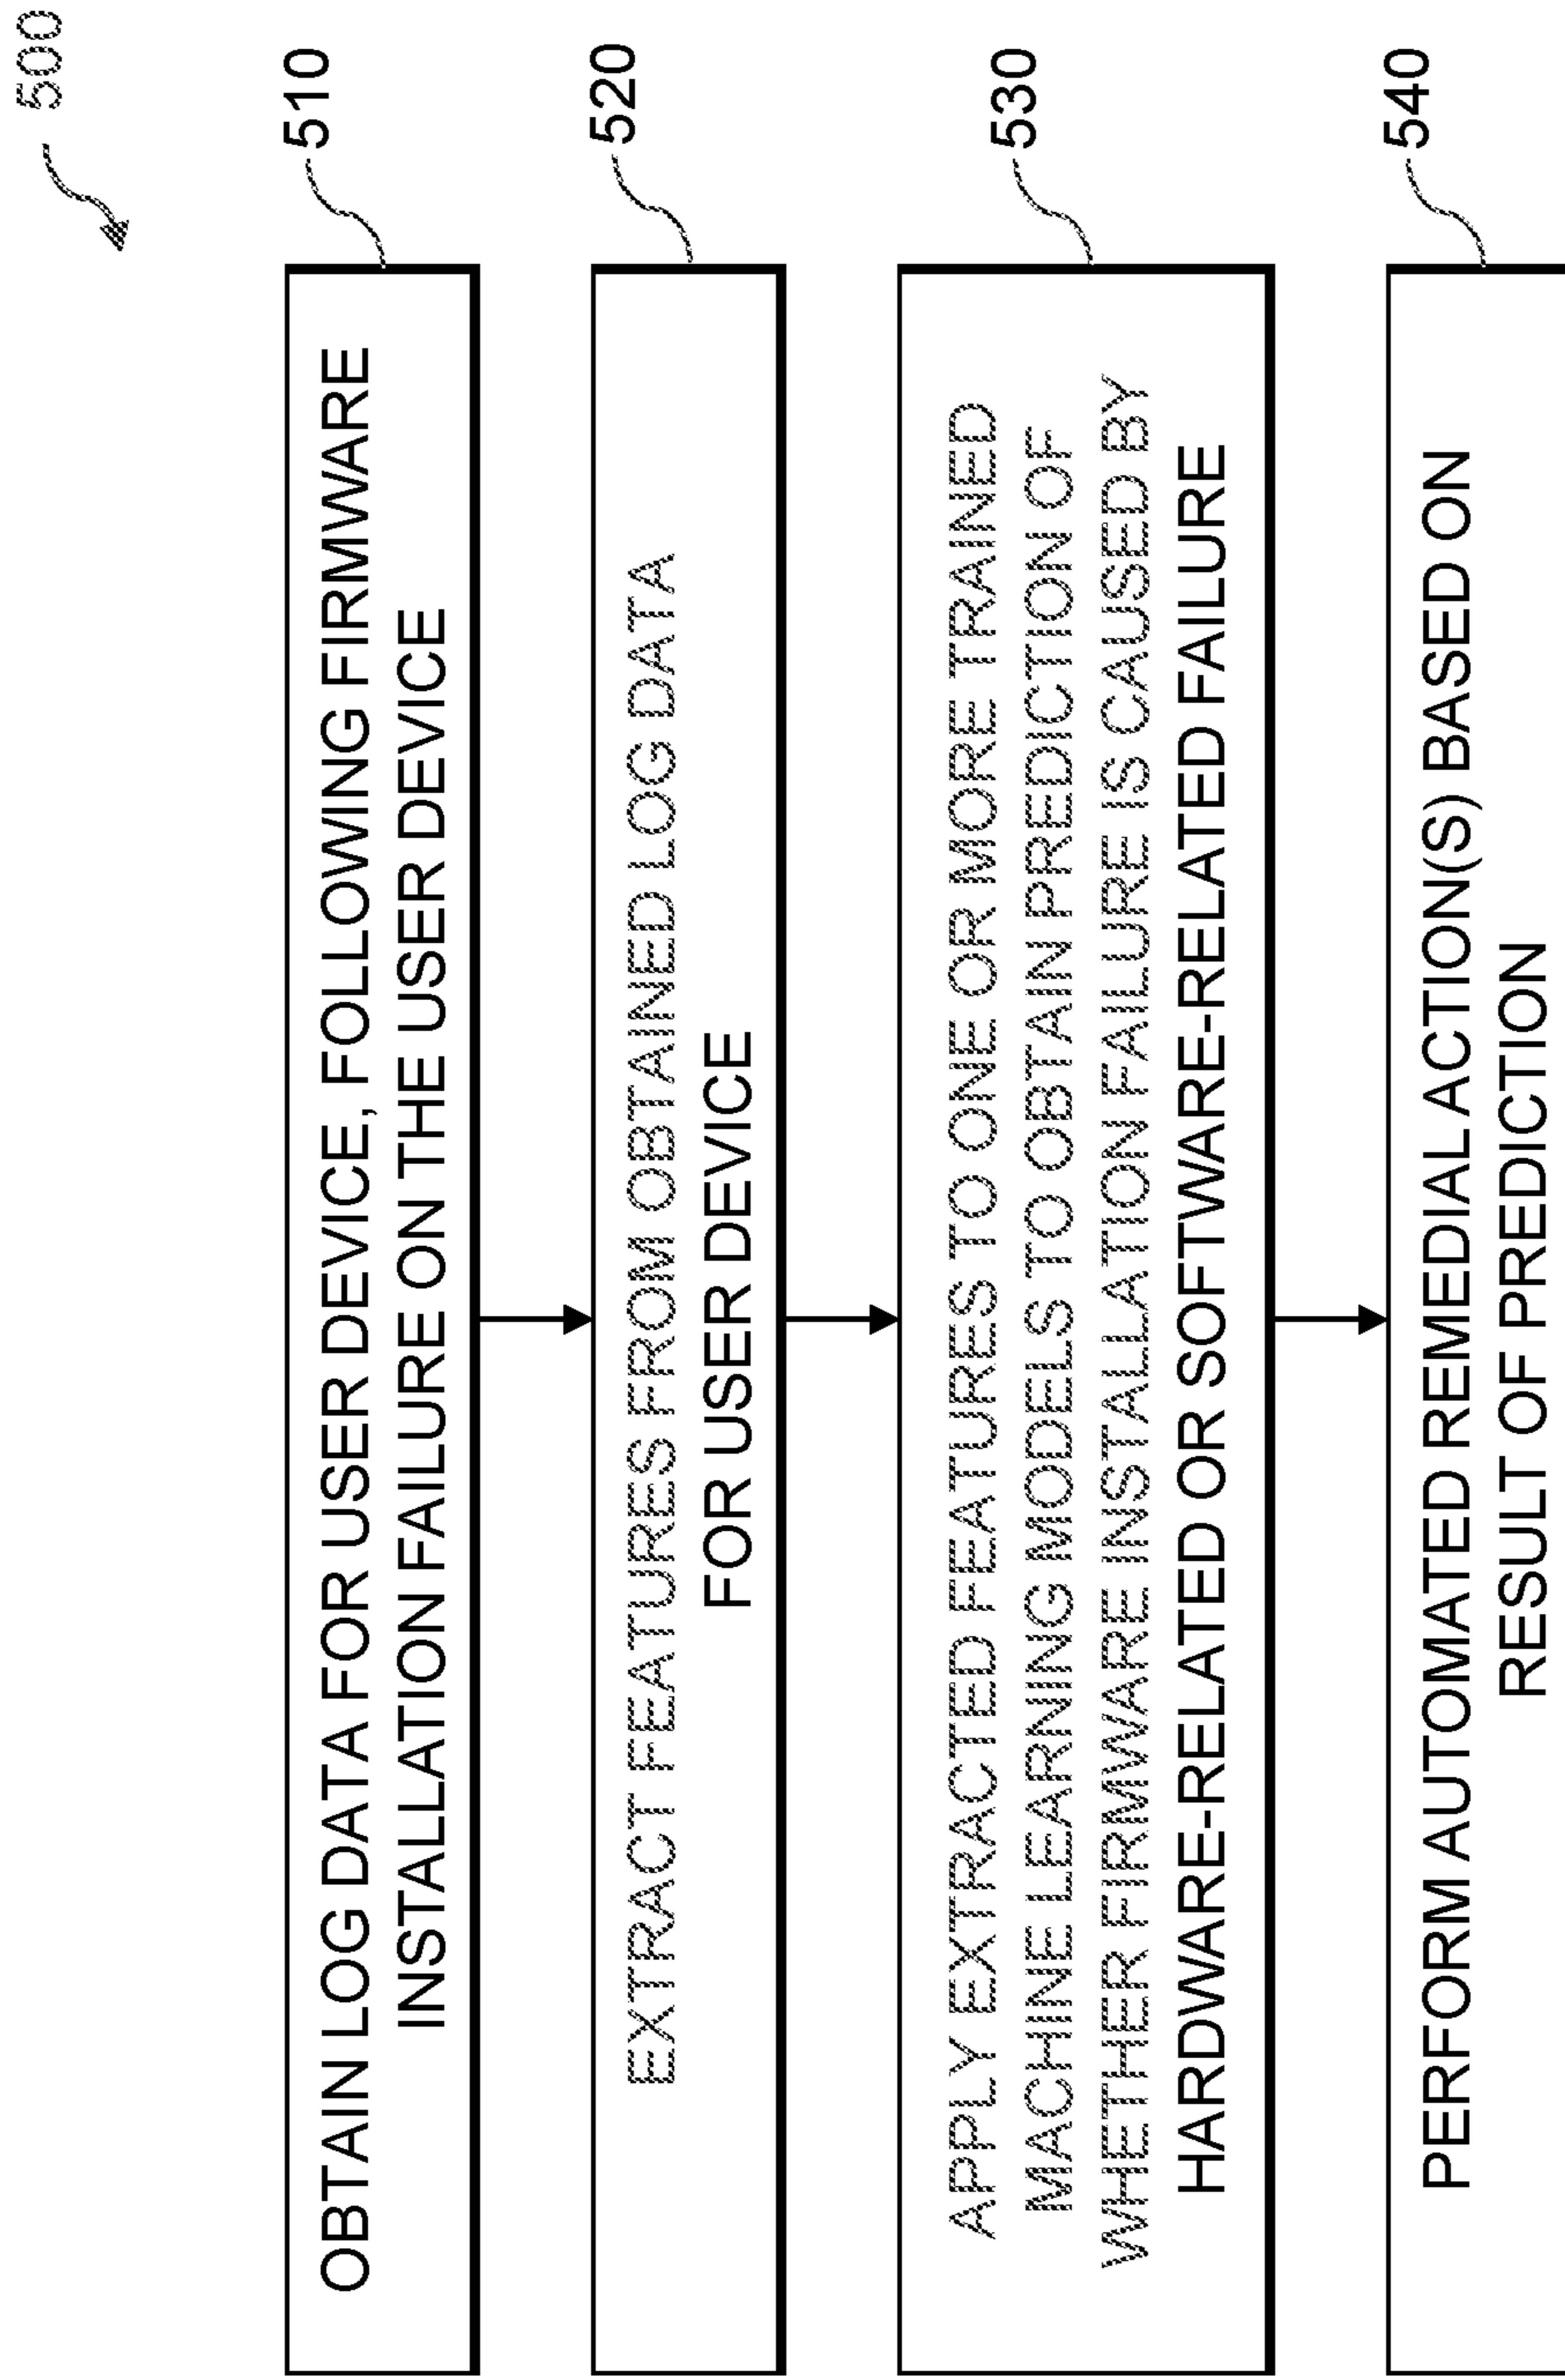 500
510
OBTAIN LOG DATA FOR USER DEVICE, FOLLOWING FIRMWARE
INSTALLATION FAILURE ON THE USER DEVICE
520
EXTRACT FEATURES FROM OBTAINED LOG DATA
FOR USER DEVICE
530
APPLY EXTRACTED FEATURES TO ONE OR MORE TRAINED
MACHINE LEARNING MODELS TO OBTAIN PREDICTION OF
WHETHER FIRMWARE INSTALLATION FAILURE IS CAUSED BY
HARDWARE-RELATED OR SOFTWARE-RELATED FAILURE
540
PERFORM AUTOMATED REMEDIAL ACTION(S) BASED ON
RESULT OF PREDICTION